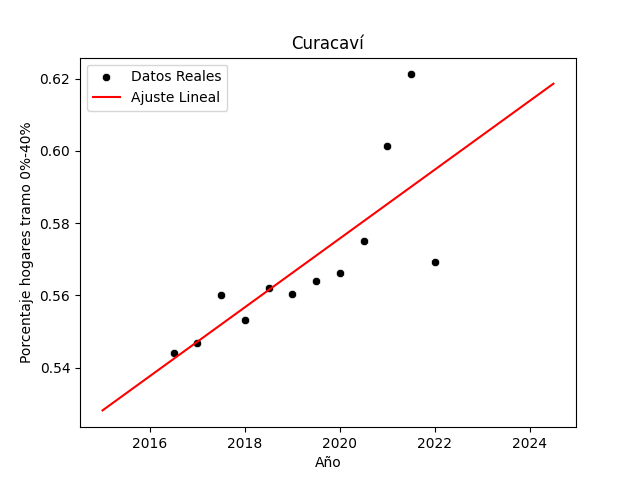 Curacaví
Datos Reales
Ajuste Lineal
Porcentaje hogares tramo 0%-40%
0.62
0.60
0.58
0.56
0.54
2016
2018
2020
2022
2024
Año